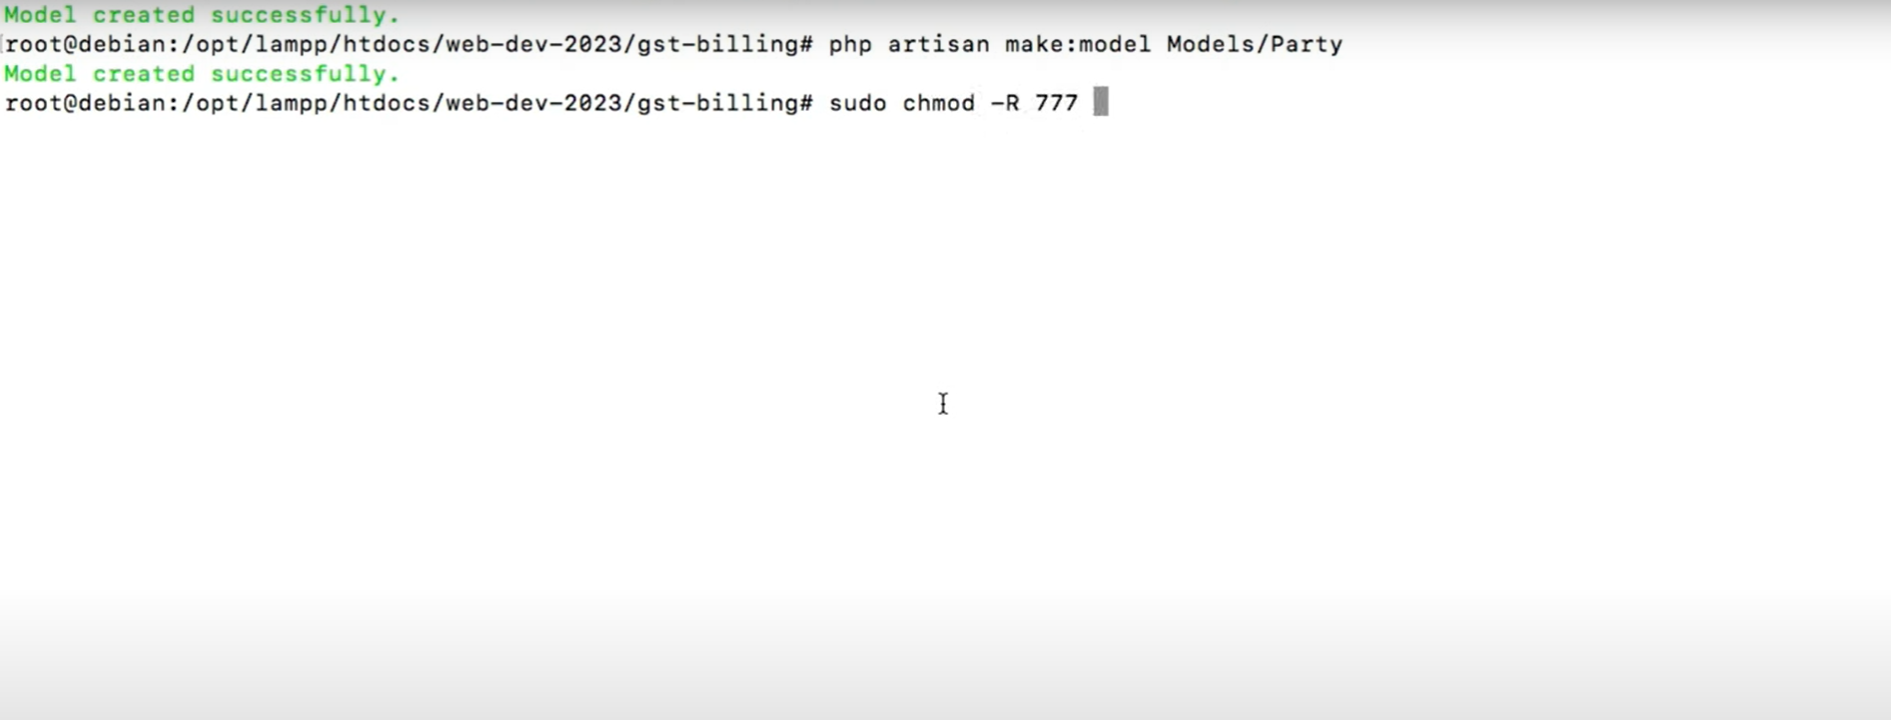 Model created successfully.
root@debian:/opt/lampp/htdocs/web-dev-2023/gst-billing# php artisan make:model Models/Party
Model created successfully.
root@debian:/opt/lampp/htdocs/web-dev-2023/gst-billing# sudo chmod -R 777